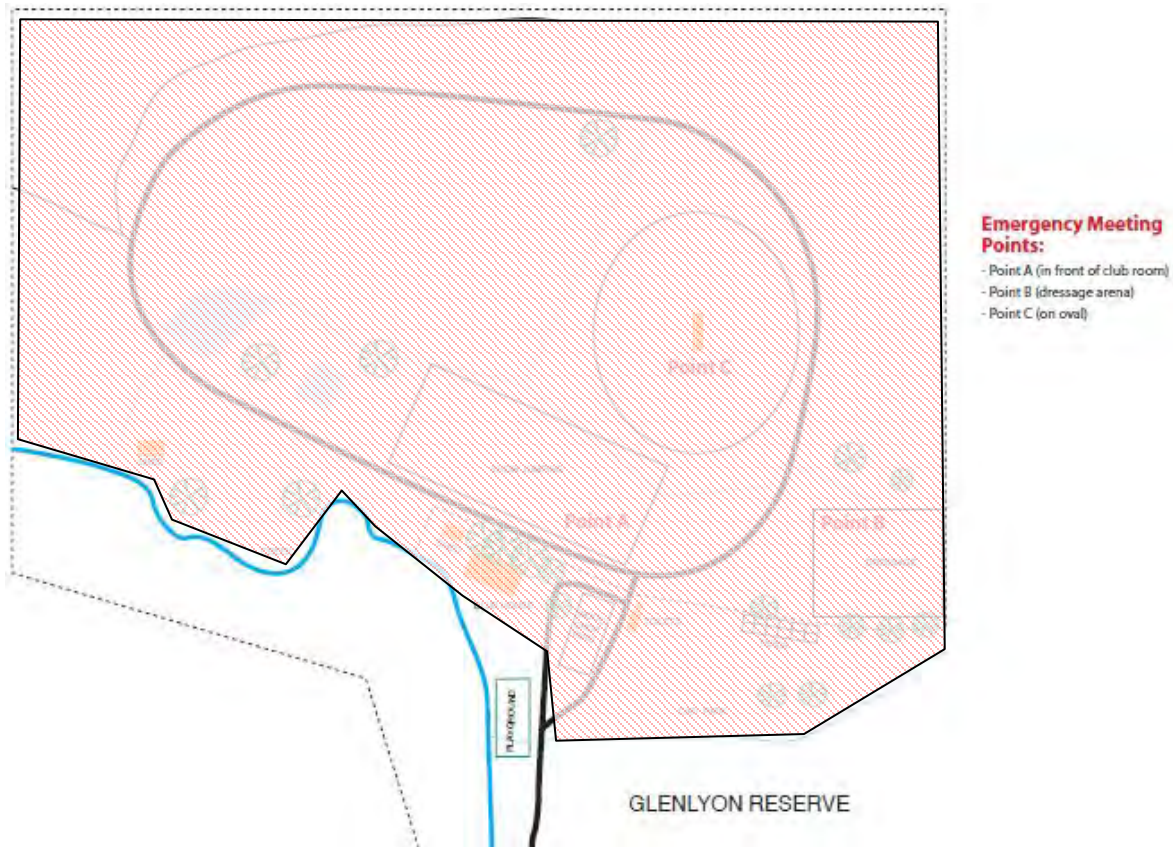 Emergency Meeting
Points:
- Point A (in front of club room)
- Point B (dressage arena)
- Point C (on oval)
Point C
Point
Point
PLAYGROUND
GLENLYON RESERVE